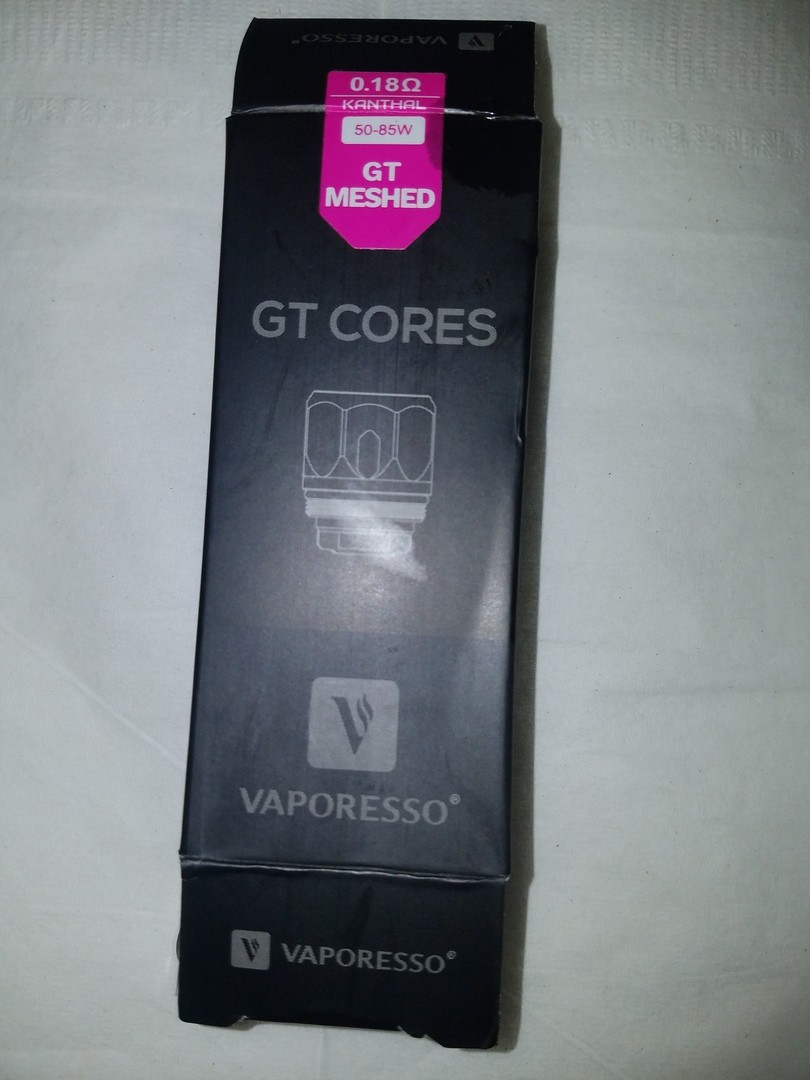 VAPORESSO®
0.18Ω
KANTHAL
50-85W
GT
MESHED
GT CORES
VAPORESSO®
VAPORESSO®